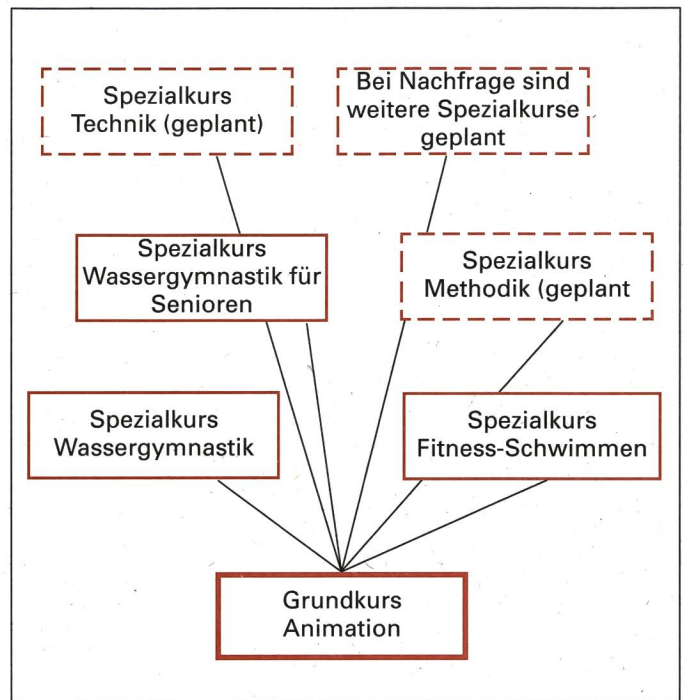 Spezialkurs
Technik (geplant)
Bei Nachfrage sind
weitere Spezialkurse
geplant
Spezialkurs
Wassergymnastik für
Senioren
Spezialkurs
Methodik (geplant
Spezialkurs
Wassergymnastik
Spezialkurs
Fitness-Schwimmen
Grundkurs
Animation